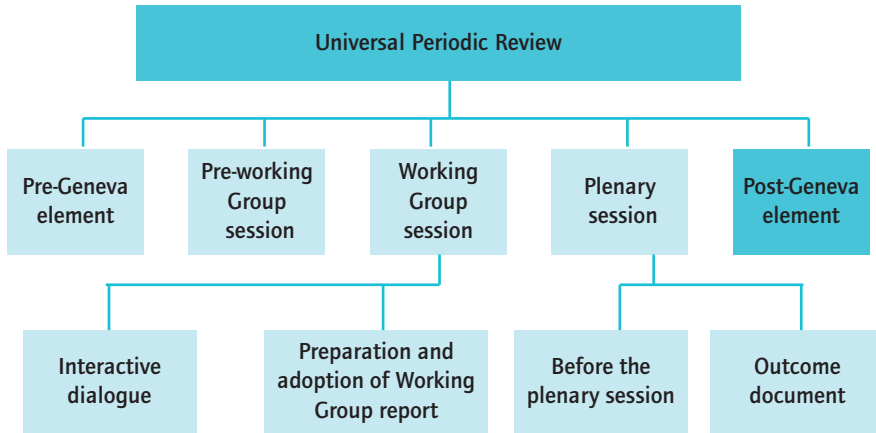 Universal Periodic Review
Pre-Geneva
element
Pre-working
Group
session
Working
Group
session
Plenary
session
Post-Geneva
element
Interactive
dialogue
Preparation and
adoption of Working
Group report
Before the
plenary session
Outcome
document